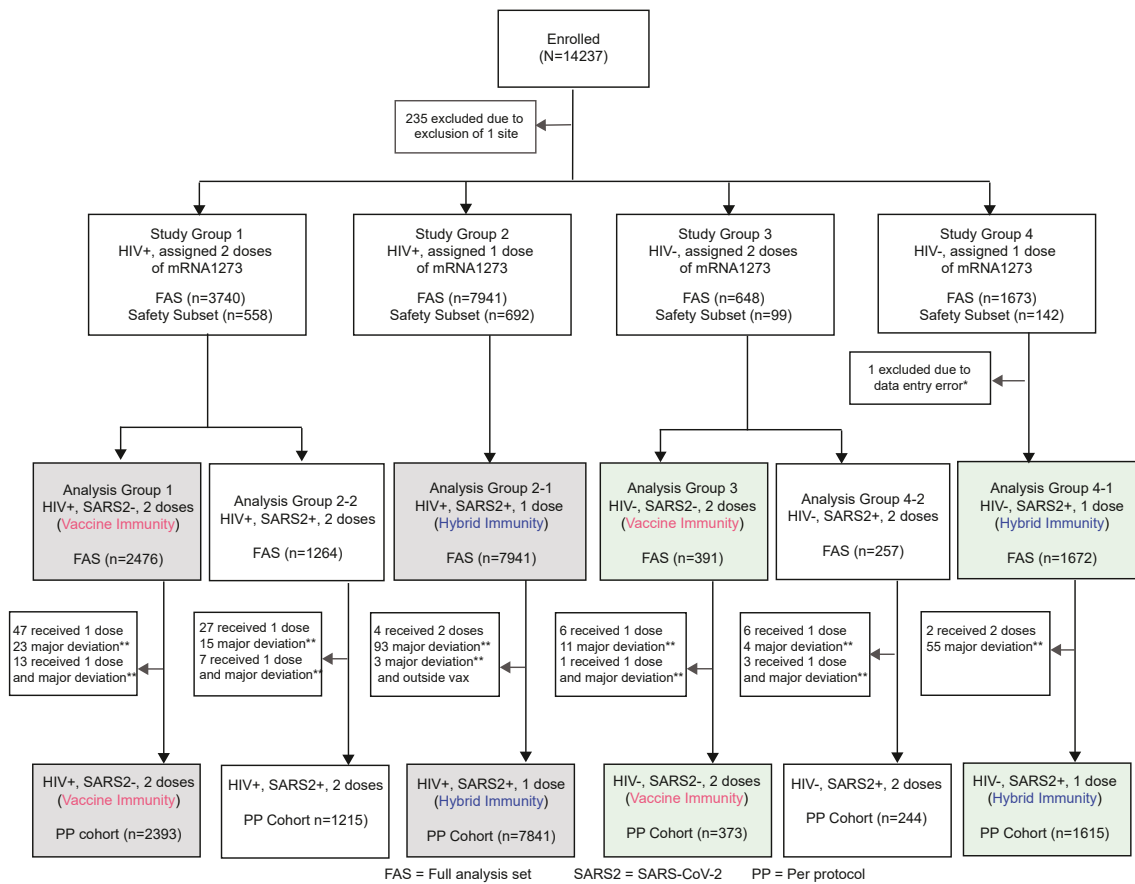 Enrolled
(N=14237)
235 excluded due to
exclusion of 1 site
Study Group 1
HIV+, assigned 2 doses
of mRNA1273
FAS (n=3740)
Safety Subset (n=558)
Study Group 2
HIV+, assigned 1 dose
of mRNA1273
FAS (n=7941)
Safety Subset (n=692)
Study Group 3
HIV-, assigned 2 doses
of mRNA1273
FAS (n=648)
Safety Subset (n=99)
Study Group 4
HIV-, assigned 1 dose
of mRNA1273
FAS (n=1673)
Safety Subset (n=142)
1 excluded due to
data entry error*
Analysis Group 1
HIV+, SARS2-, 2 doses
(Vaccine Immunity)
FAS (n=2476)
Analysis Group 2-2
HIV+, SARS2+, 2 doses
FAS (n=1264)
Analysis Group 2-1
HIV+, SARS2+, 1 dose
(Hybrid Immunity)
FAS (n=7941)
Analysis Group 3
HIV-, SARS2-, 2 doses
(Vaccine Immunity)
FAS (n=391)
Analysis Group 4-2
HIV-, SARS2+, 2 doses
FAS (n=257)
Analysis Group 4-1
HIV-, SARS2+, 1 dose
(Hybrid Immunity)
FAS (n=1672)
47 received 1 dose
23 major deviation**
13 received 1 dose
and major deviation**
27 received 1 dose
15 major deviation**
7 received 1 dose
and major deviation**
4 received 2 doses
93 major deviation**
3 major deviation**
and outside vax
6 received 1 dose
11 major deviation**
1 received 1 dose
and major deviation**
6 received 1 dose
4 major deviation**
3 received 1 dose
and major deviation**
2 received 2 doses
55 major deviation**
HIV+, SARS2-, 2 doses
(Vaccine Immunity)
PP cohort (n=2393)
HIV+, SARS2+, 2 doses
PP Cohort n=1215)
HIV+, SARS2+, 1 dose
(Hybrid Immunity)
PP Cohort (n=7841)
HIV-, SARS2-, 2 doses
(Vaccine Immunity)
PP Cohort (n=373)
HIV-, SARS2+, 2 doses
PP Cohort (n=244)
HIV-, SARS2+, 1 dose
(Hybrid Immunity)
PP Cohort (n=1615)
FAS = Full analysis set SARS2 = SARS-CoV-2 PP = Per protocol